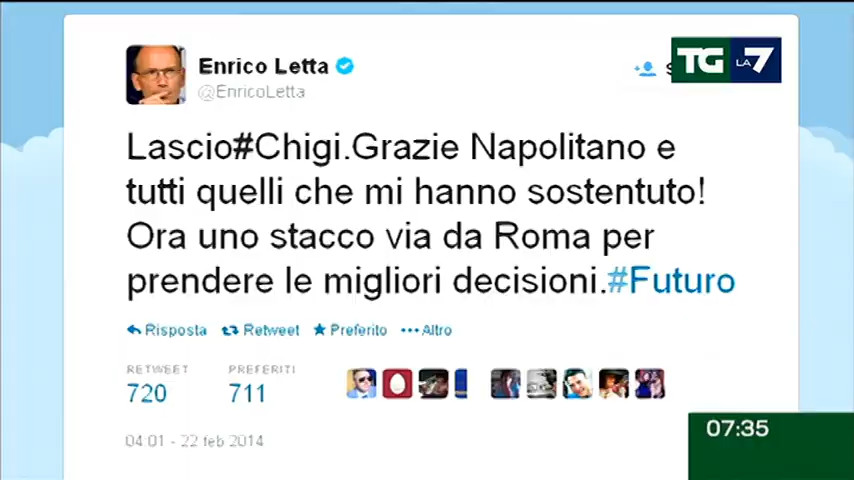 Enrico Letta
@EnricoLetta
TG LA7
Lascio#Chigi.Grazie Napolitano e
tutti quelli che mi hanno sostentuto!
Ora uno stacco via da Roma per
prendere le migliori decisioni.#Futuro
Risposta Retweet Preferito Altro
RETWEET PREFERITI
720 711
04:01 - 22 feb 2014
07:35